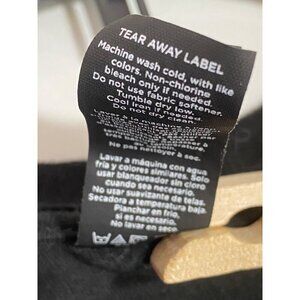 TEAR AWAY LABEL
Machine wash cold, with like
colors. Non-chlorine
bleach only if needed.
Do not use fabric softener.
Tumble dry low.
Cool iron if needed.
Do not dry clean.
Laver à la machine
Ne pas nettoyer à sec.
Lavar a máquina con agua
fría y colores similares. Solo
usar blanqueador sin cloro
cuando sea necesario.
No usar suavizante de telas.
Secadora a temperatura baja.
Planchar en frío,
si es necesario.
No lavar en seco.